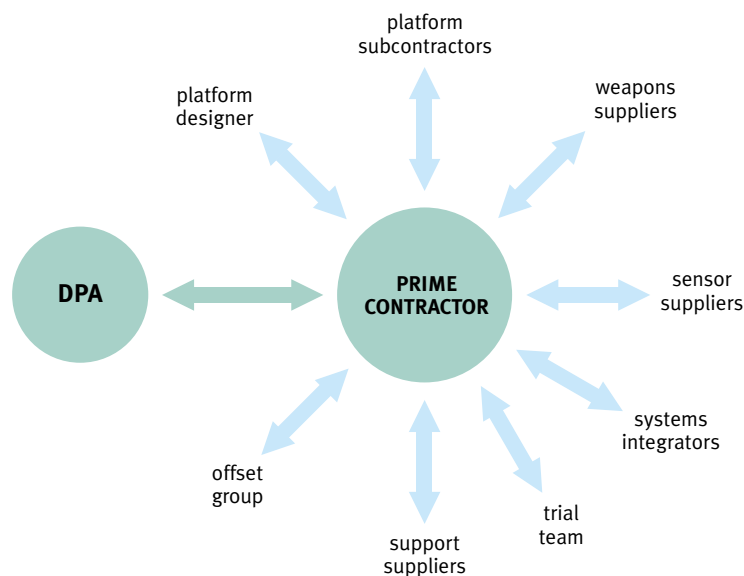 platform
subcontractors
weapons
suppliers
platform
designer
DPA
PRIME
CONTRACTOR
sensor
suppliers
systems
integrators
offset
group
trial
team
support
suppliers